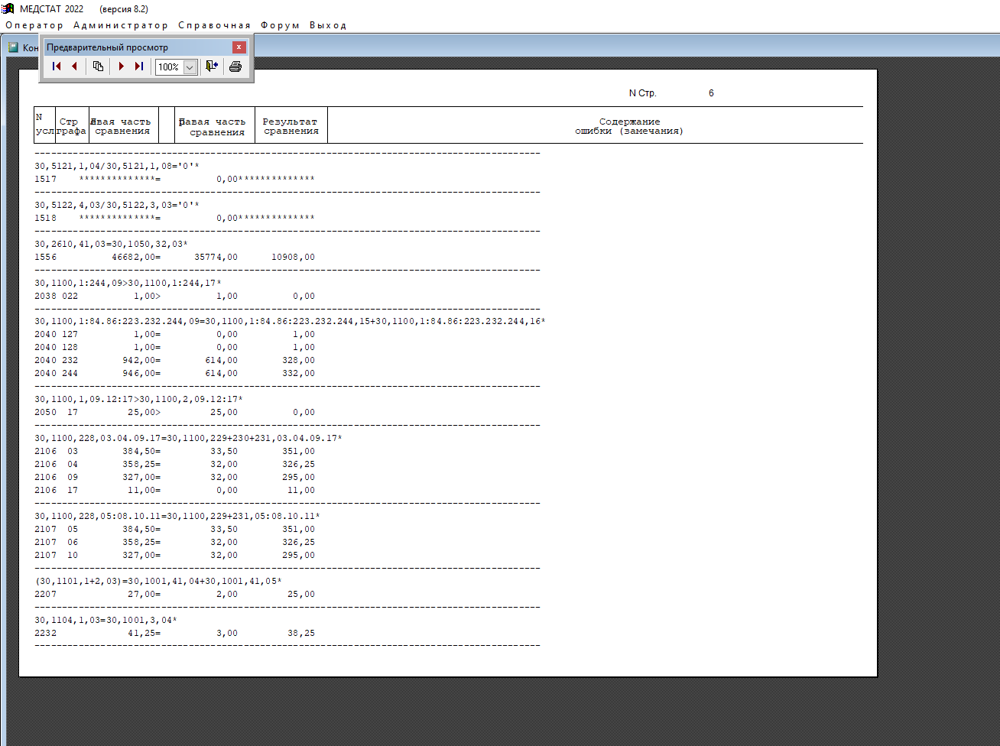 МЕДСТАТ 2022 (версия 8.2)
Оператор Администратор Справочная Форум Выход
Кон
Предварительный просмотр
100%
N Стр. 6
N усл
Стр графа
Левая часть сравнения
Правая часть сравнения
Результат сравнения
Содержание ошибки (замечания)
30,5121,1,04/30,5121,1,08='0'*
1517 **************= 0,00**************
30,5122,4,03/30,5122,3,03='0'*
1518 **************= 0,00**************
30,2610,41,03=30,1050,32,03*
1556 46682,00= 35774,00 10908,00
30,1100,1:244,09>30,1100,1:244,17*
2038 022 1,00> 1,00 0,00
30,1100,1:84.86:223.232.244,09=30,1100,1:84.86:223.232.244,15+30,1100,1:84.86:223.232.244,16*
2040 127 1,00= 0,00 1,00
2040 128 1,00= 0,00 1,00
2040 232 942,00= 614,00 328,00
2040 244 946,00= 614,00 332,00
30,1100,1,09.12:17>30,1100,2,09.12:17*
2050 17 25,00> 25,00 0,00
30,1100,228,03.04.09.17=30,1100,229+230+231,03.04.09.17*
2106 03 384,50= 33,50 351,00
2106 04 358,25= 32,00 326,25
2106 09 327,00= 32,00 295,00
2106 17 11,00= 0,00 11,00
30,1100,228,05:08.10.11=30,1100,229+231,05:08.10.11*
2107 05 384,50= 33,50 351,00
2107 06 358,25= 32,00 326,25
2107 10 327,00= 32,00 295,00
(30,1101,1+2,03)=30,1001,41,04+30,1001,41,05*
2207 27,00= 2,00 25,00
30,1104,1,03=30,1001,3,04*
2232 41,25= 3,00 38,25